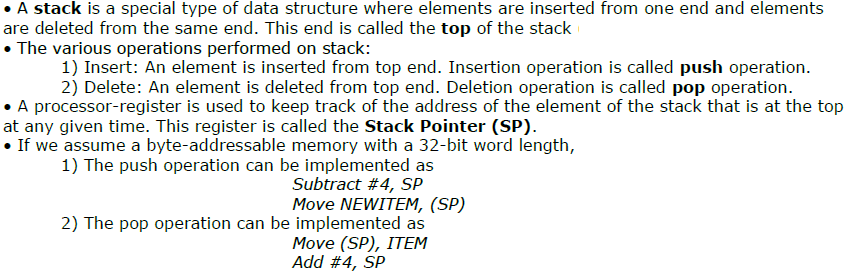 • A stack is a special type of data structure where elements are inserted from one end and elements
are deleted from the same end. This end is called the top of the stack
• The various operations performed on stack:
1) Insert: An element is inserted from top end. Insertion operation is called push operation.
2) Delete: An element is deleted from top end. Deletion operation is called pop operation.
• A processor-register is used to keep track of the address of the element of the stack that is at the top
at any given time. This register is called the Stack Pointer (SP).
• If we assume a byte-addressable memory with a 32-bit word length,
1) The push operation can be implemented as
Subtract #4, SP
Move NEWITEM, (SP)
2) The pop operation can be implemented as
Move (SP), ITEM
Add #4, SP